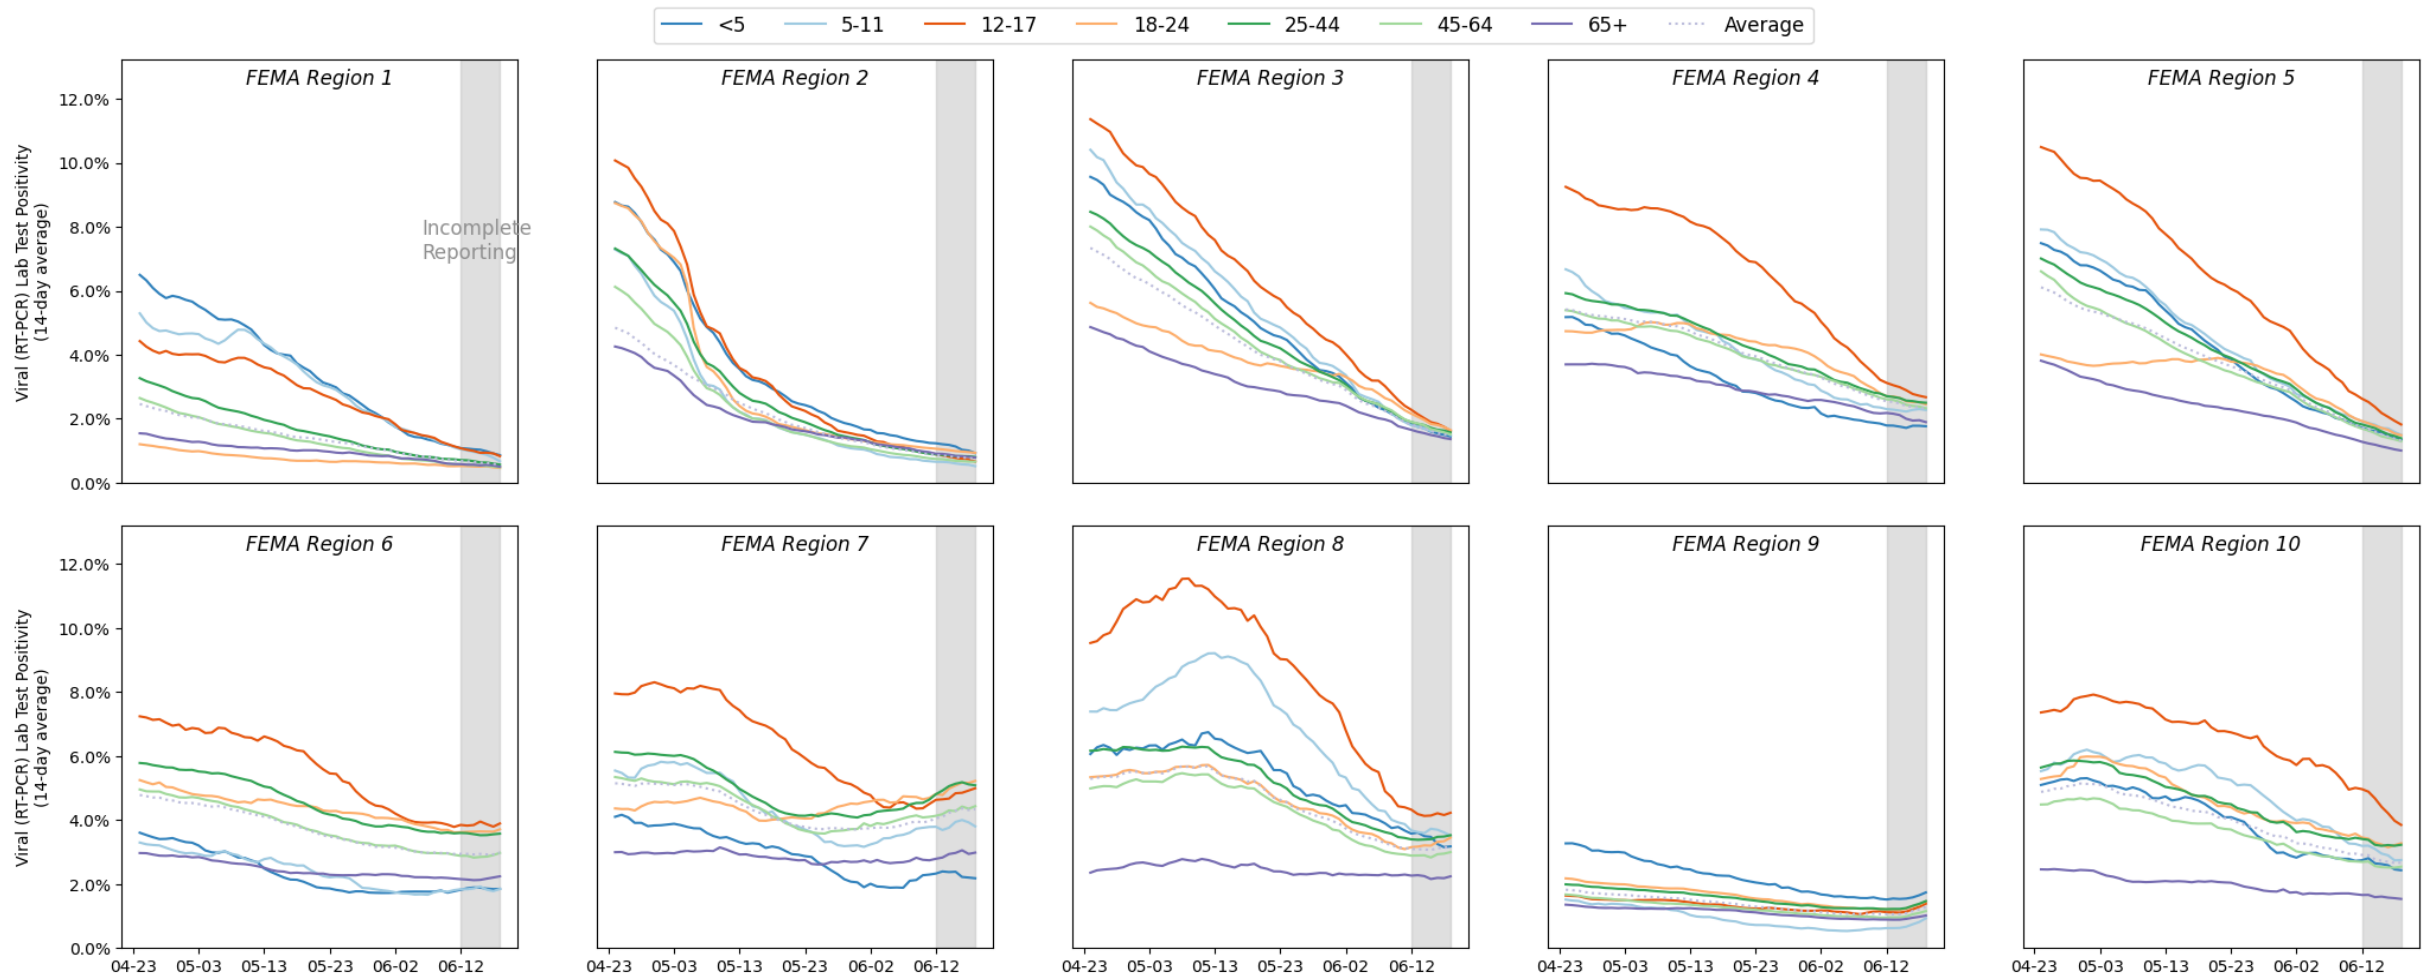 <5 5-11 12-17 18-24 25-44 45-64 65+ Average
FEMA Region 1 FEMA Region 2 FEMA Region 3 FEMA Region 4 FEMA Region 5
12.0%
10.0%
8.0%
6.0%
4.0%
2.0%
0.0%
Viral (RT-PCR) Lab Test Positivity
(14-day average)
Incomplete
Reporting
FEMA Region 6 FEMA Region 7 FEMA Region 8 FEMA Region 9 FEMA Region 10
12.0%
10.0%
8.0%
6.0%
4.0%
2.0%
0.0%
Viral (RT-PCR) Lab Test Positivity
(14-day average)
04-23 05-03 05-13 05-23 06-02 06-12 04-23 05-03 05-13 05-23 06-02 06-12 04-23 05-03 05-13 05-23 06-02 06-12 04-23 05-03 05-13 05-23 06-02 06-12 04-23 05-03 05-13 05-23 06-02 06-12